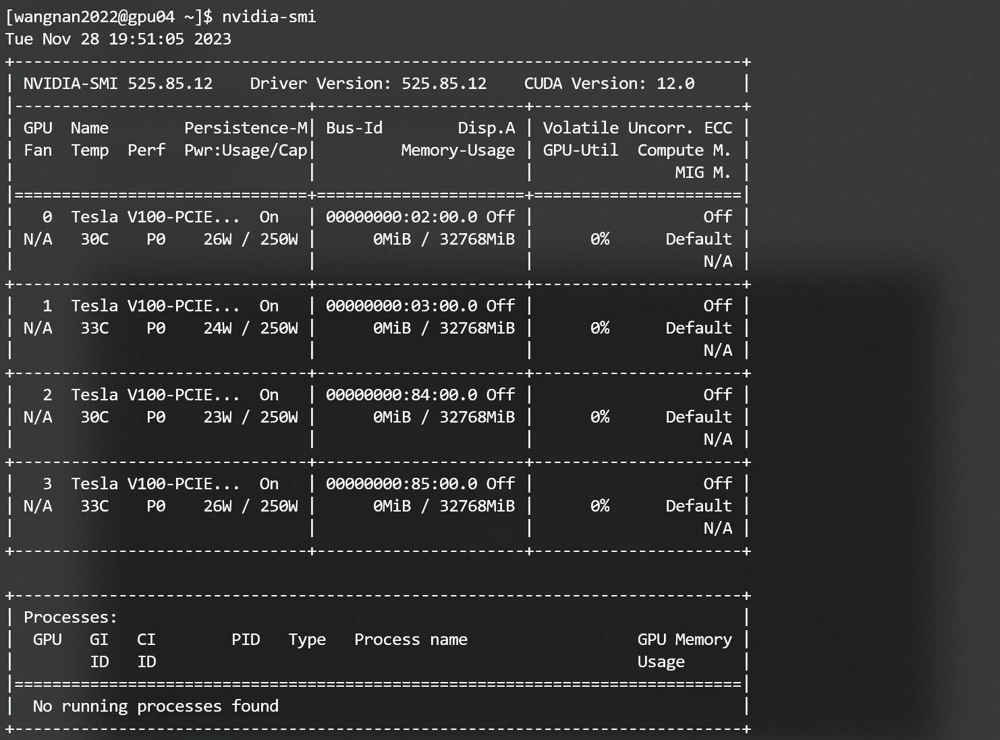 [wangnan2022@gpu04 ~]$ nvidia-smi
Tue Nov 28 19:51:05 2023
+-----------------------------------------------------------------------------+
| NVIDIA-SMI 525.85.12    Driver Version: 525.85.12    CUDA Version: 12.0     |
|-------------------------------+----------------------+----------------------+
| GPU  Name        Persistence-M| Bus-Id        Disp.A | Volatile Uncorr. ECC |
| Fan  Temp  Perf  Pwr:Usage/Cap|         Memory-Usage | GPU-Util  Compute M. |
|                               |                      |               MIG M. |
|===============================+======================+======================|
|   0  Tesla V100-PCIE...  On   | 00000000:02:00.0 Off |                  Off |
| N/A   30C    P0    26W / 250W |      0MiB / 32768MiB |      0%      Default |
|                               |                      |                  N/A |
+-------------------------------+----------------------+----------------------+
|   1  Tesla V100-PCIE...  On   | 00000000:03:00.0 Off |                  Off |
| N/A   33C    P0    24W / 250W |      0MiB / 32768MiB |      0%      Default |
|                               |                      |                  N/A |
+-------------------------------+----------------------+----------------------+
|   2  Tesla V100-PCIE...  On   | 00000000:84:00.0 Off |                  Off |
| N/A   30C    P0    23W / 250W |      0MiB / 32768MiB |      0%      Default |
|                               |                      |                  N/A |
+-------------------------------+----------------------+----------------------+
|   3  Tesla V100-PCIE...  On   | 00000000:85:00.0 Off |                  Off |
| N/A   33C    P0    26W / 250W |      0MiB / 32768MiB |      0%      Default |
|                               |                      |                  N/A |
+-------------------------------+----------------------+----------------------+

+-----------------------------------------------------------------------------+
| Processes:                                                                  |
|  GPU   GI   CI        PID   Type   Process name                  GPU Memory |
|        ID   ID                                                   Usage      |
|=============================================================================|
|  No running processes found                                                 |
+-----------------------------------------------------------------------------+